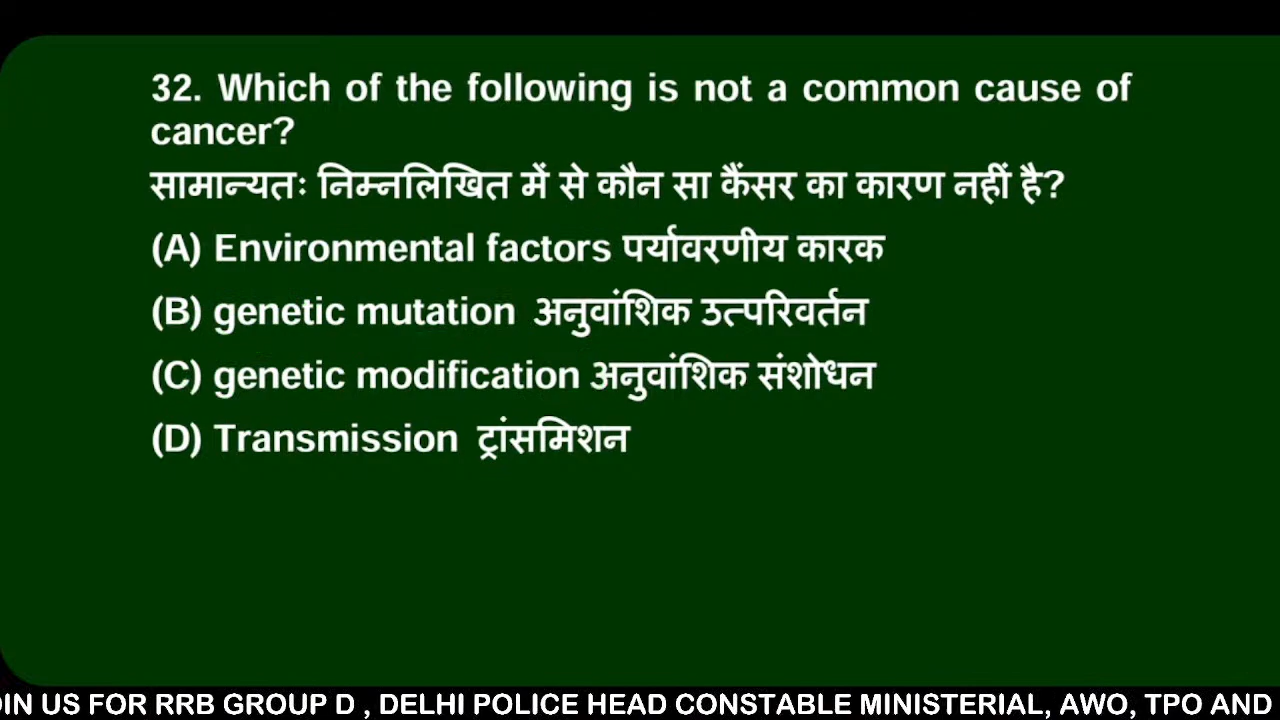 32. Which of the following is not a common cause of
cancer?
सामान्यतः निम्नलिखित में से कौन सा कैंसर का कारण नहीं है?
(A) Environmental factors पर्यावरणीय कारक
(B) genetic mutation अनुवांशिक उत्परिवर्तन
(C) genetic modification अनुवांशिक संशोधन
(D) Transmission ट्रांसमिशन
OIN US FOR RRB GROUP D , DELHI POLICE HEAD CONSTABLE MINISTERIAL, AWO, TPO AND